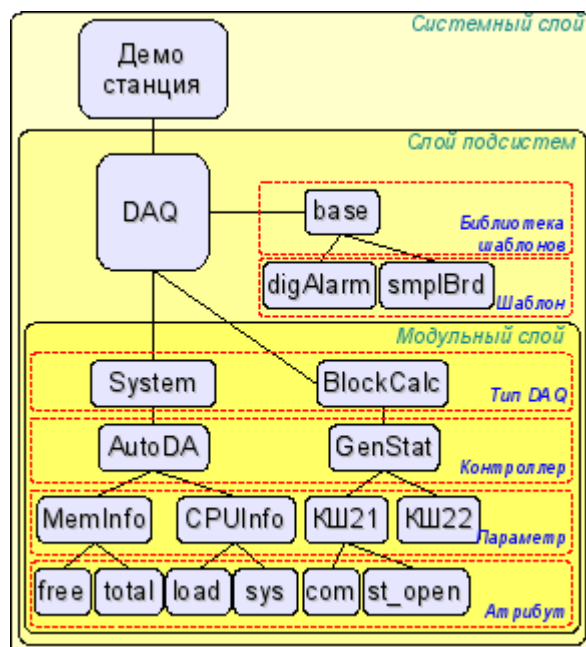 Системный слой
Демо
станция
Слой подсистем
DAQ
base
Библиотека
шаблонов
digAlarm
smplBrd
Шаблон
Модульный слой
System
BlockCalc
Тип DAQ
AutoDA
GenStat
Контроллер
MemInfo
CPUInfo
КШ21
КШ22
Параметр
free
total
load
sys
com
st_open
Атрибут